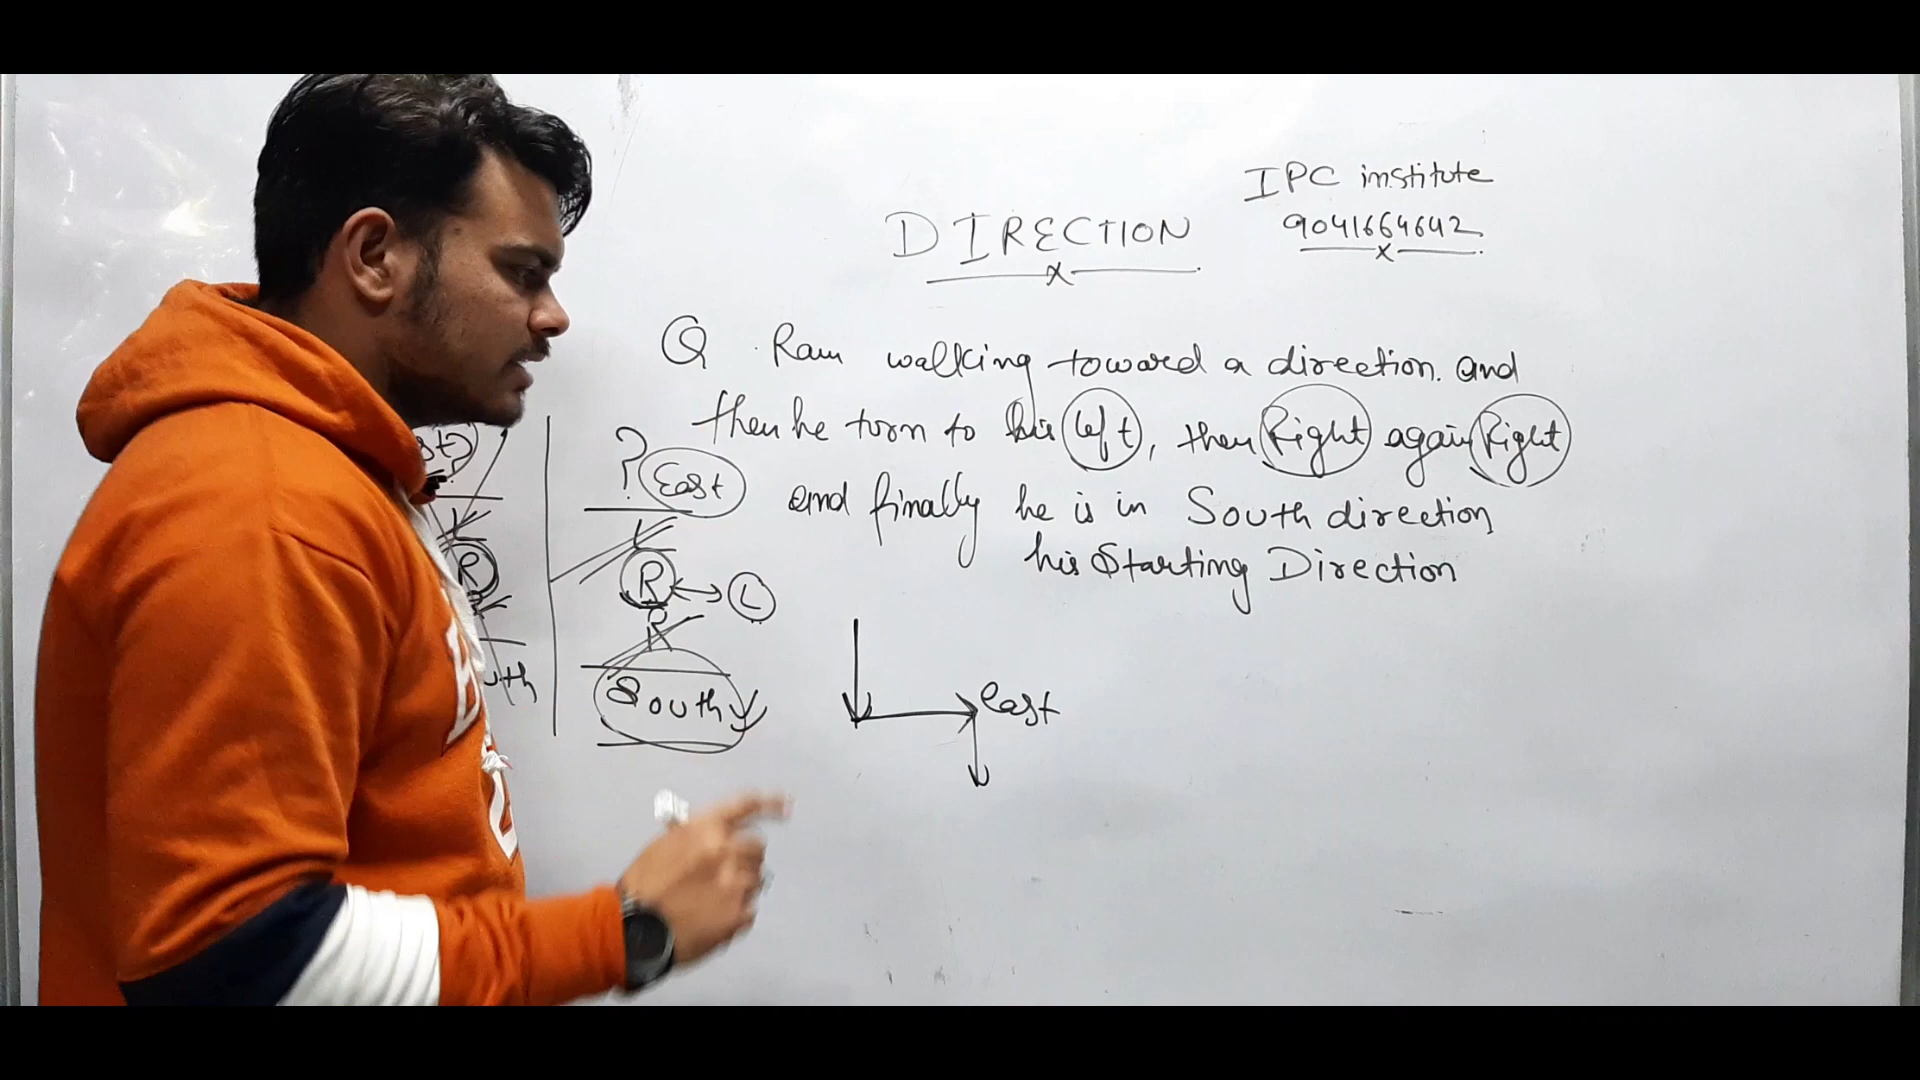 IPC institute
DIRECTION
9041664642
Q. Ram walking toward a direction. and
then he torn to his left, then Right again Right
? East
and finally he is in South direction
his Starting Direction
R ↔ L
R
R
South
east